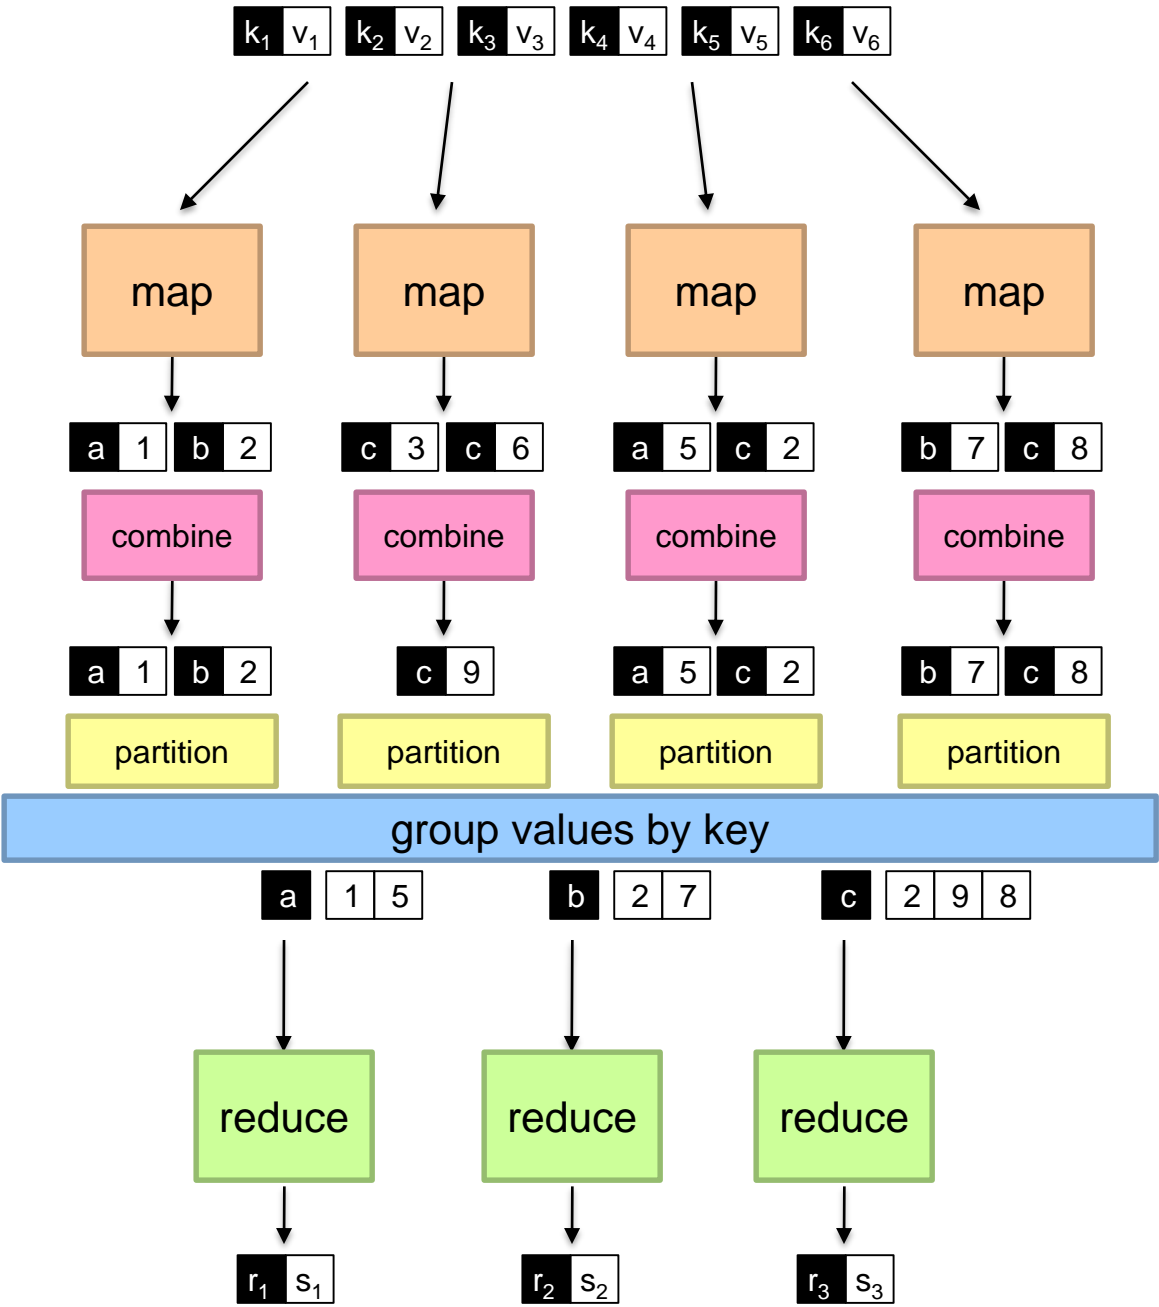 k₁ v₁ k₂ v₂ k₃ v₃ k₄ v₄ k₅ v₅ k₆ v₆
map map map map
a 1 b 2 c 3 c 6 a 5 c 2 b 7 c 8
combine combine combine combine
a 1 b 2 c 9 a 5 c 2 b 7 c 8
partition partition partition partition
group values by key
a 1 5 b 2 7 c 2 9 8
reduce reduce reduce
r₁ s₁ r₂ s₂ r₃ s₃